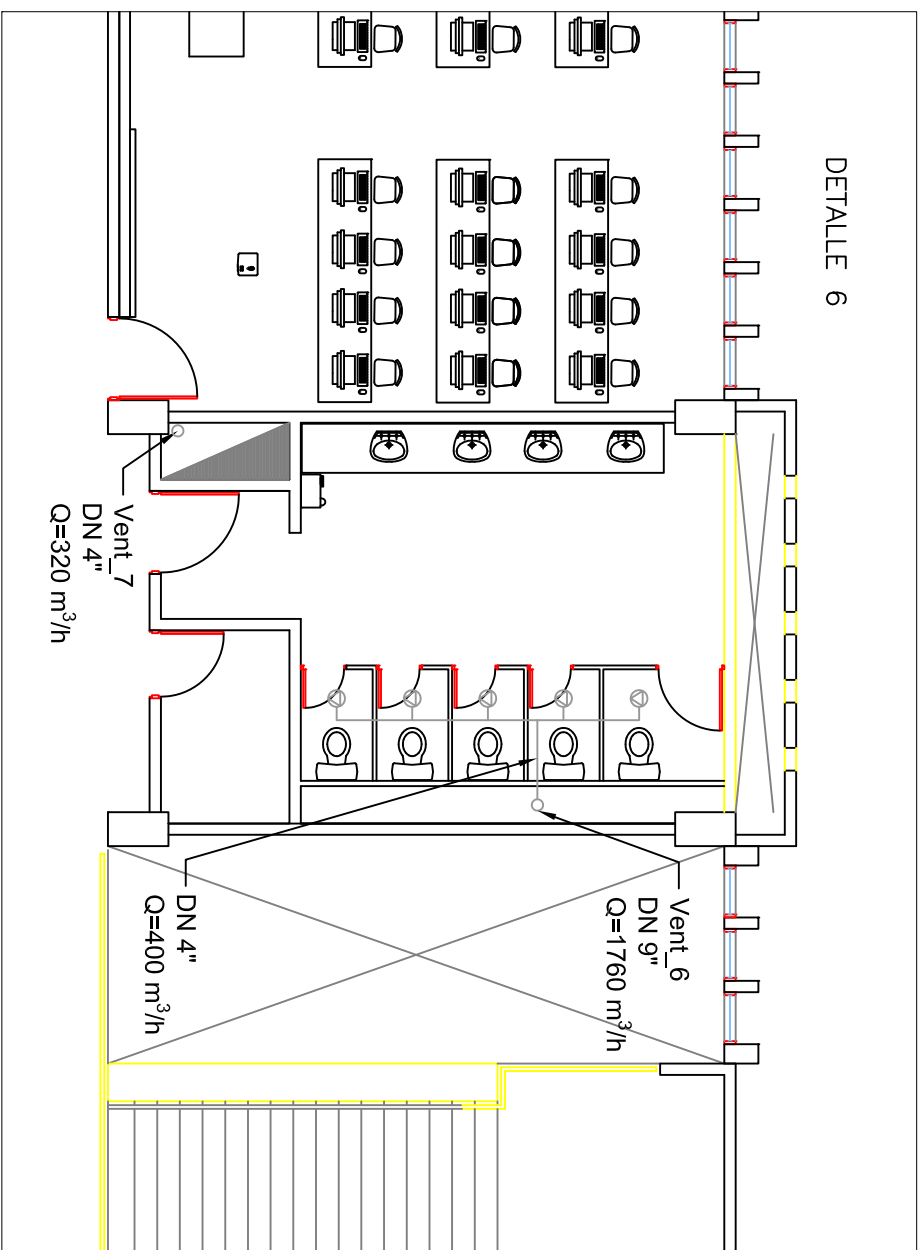 DETALLE 6
Vent_6
DN 9"
Q=1760 m³/h
DN 4"
Q=400 m³/h
Vent_7
DN 4"
Q=320 m³/h